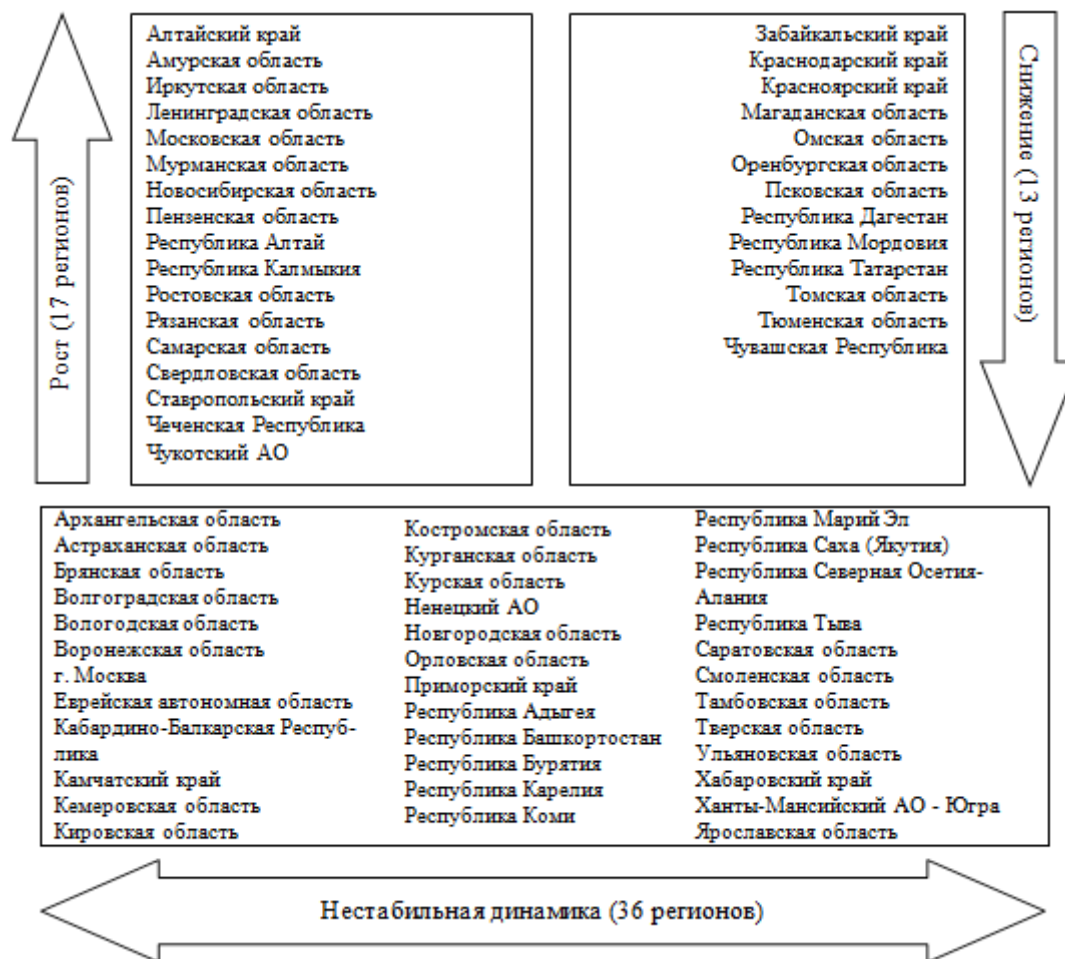 Рост (17 регионов)
Алтайский край
Амурская область
Иркутская область
Ленинградская область
Московская область
Мурманская область
Новосибирская область
Пензенская область
Республика Алтай
Республика Калмыкия
Ростовская область
Рязанская область
Самарская область
Свердловская область
Ставропольский край
Чеченская Республика
Чукотский АО
Забайкальский край
Краснодарский край
Красноярский край
Магаданская область
Омская область
Оренбургская область
Псковская область
Республика Дагестан
Республика Мордовия
Республика Татарстан
Томская область
Тюменская область
Чувашская Республика
Снижение (13 регионов)
Архангельская область
Астраханская область
Брянская область
Волгоградская область
Вологодская область
Воронежская область
г. Москва
Еврейская автономная область
Кабардино-Балкарская Респуб-
лика
Камчатский край
Кемеровская область
Кировская область
Костромская область
Курганская область
Курская область
Ненецкий АО
Новгородская область
Орловская область
Приморский край
Республика Адыгея
Республика Башкортостан
Республика Бурятия
Республика Карелия
Республика Коми
Республика Марий Эл
Республика Саха (Якутия)
Республика Северная Осетия-
Алания
Республика Тыва
Саратовская область
Смоленская область
Тамбовская область
Тверская область
Ульяновская область
Хабаровский край
Ханты-Мансийский АО - Югра
Ярославская область
Нестабильная динамика (36 регионов)